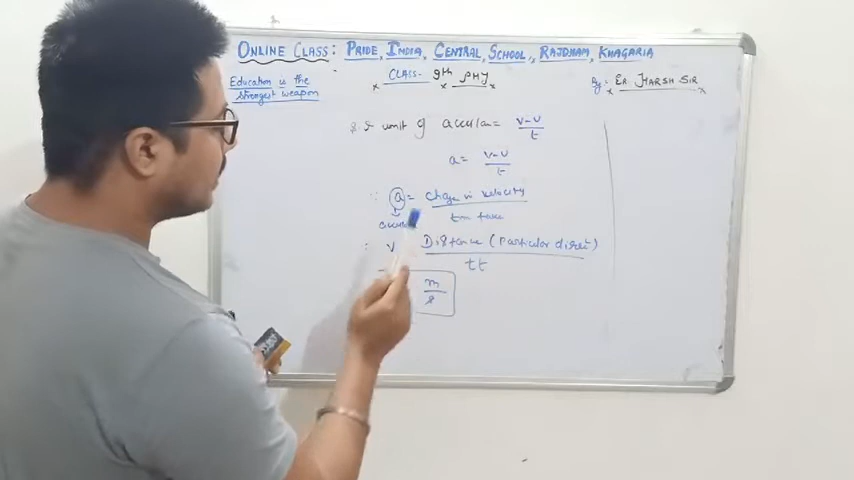 ONLINE CLASS: PRIDE, INDIA, CENTRAL, SCHOOL, RAJDHAM, KHAGARIA
Education is the strongest weapon
CLASS- 9th PHY
By: ER. HARSH SIR
S.I unit of = v-u/t
a = v-u/t
∵ a = change in velocity / time taken
v Distance (Particular direct) / tt
m/s